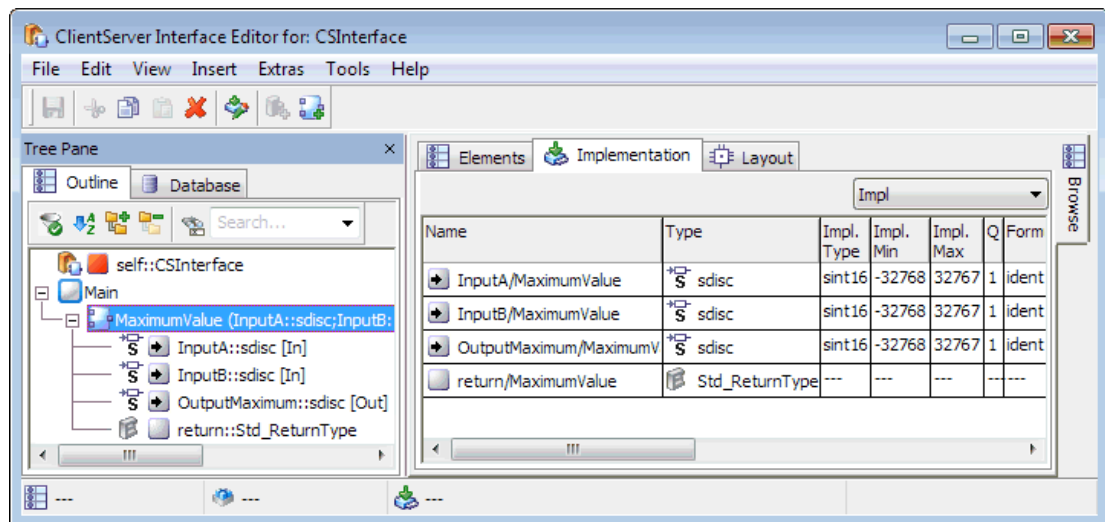 ClientServer Interface Editor for: CSInterface
File Edit View Insert Extras Tools Help
Tree Pane
Outline Database
Search...
self::CSInterface
Main
MaximumValue (InputA::sdisc;InputB:
InputA::sdisc [In]
InputB::sdisc [In]
OutputMaximum::sdisc [Out]
return::Std_ReturnType
Elements Implementation Layout
Browse
Impl
Name Type Impl. Type Impl. Min Impl. Max Q Form
InputA/MaximumValue sdisc sint16 -32768 32767 1 ident
InputB/MaximumValue sdisc sint16 -32768 32767 1 ident
OutputMaximum/MaximumV sdisc sint16 -32768 32767 1 ident
return/MaximumValue Std_ReturnType --- --- --- --- ---
--- --- ---